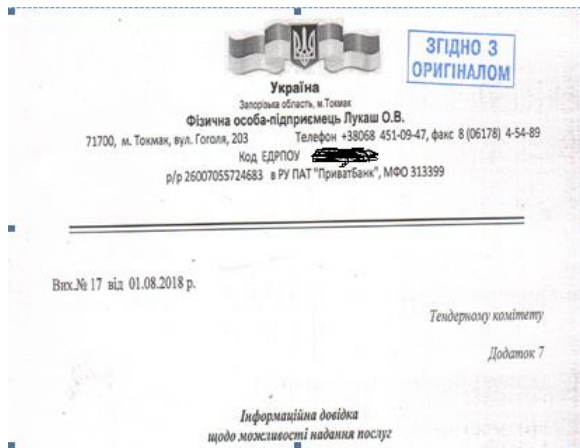 ЗГІДНО З
ОРИГІНАЛОМ
Україна
Запорізька область, м.Токмак
Фізична особа-підприємець Лукаш О.В.
71700, м. Токмак, вул. Гоголя, 203 Телефон +38068 451-09-47, факс 8 (06178) 4-54-89
Код ЄДРПОУ
р/р 26007055724683 в РУ ПАТ "ПриватБанк", МФО 313399
Вих.№ 17 від 01.08.2018 р.
Тендерному комітету
Додаток 7
Інформаційна довідка
щодо можливості надання послуг